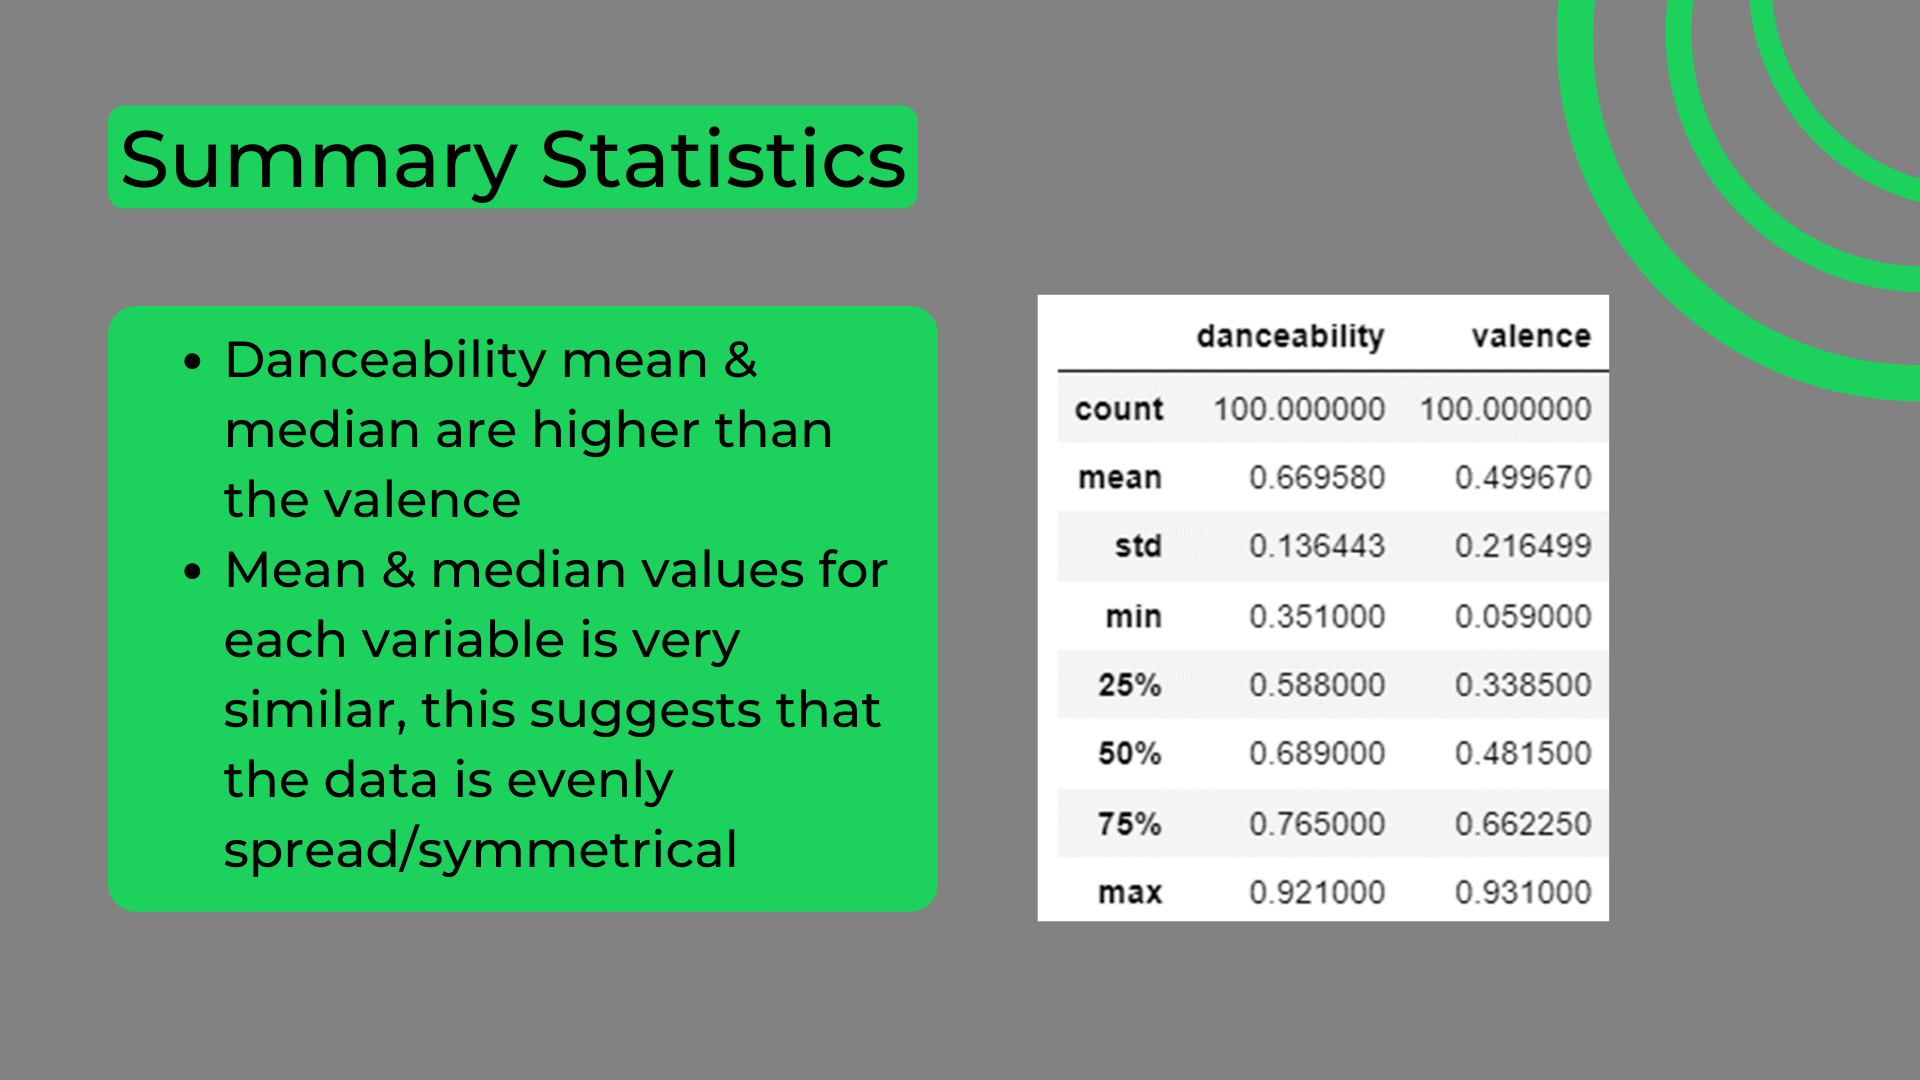 Summary Statistics
• Danceability mean &
median are higher than
the valence
• Mean & median values for
each variable is very
similar, this suggests that
the data is evenly
spread/symmetrical
danceability valence
count 100.000000 100.000000
mean 0.669580 0.499670
std 0.136443 0.216499
min 0.351000 0.059000
25% 0.588000 0.338500
50% 0.689000 0.481500
75% 0.765000 0.662250
max 0.921000 0.931000